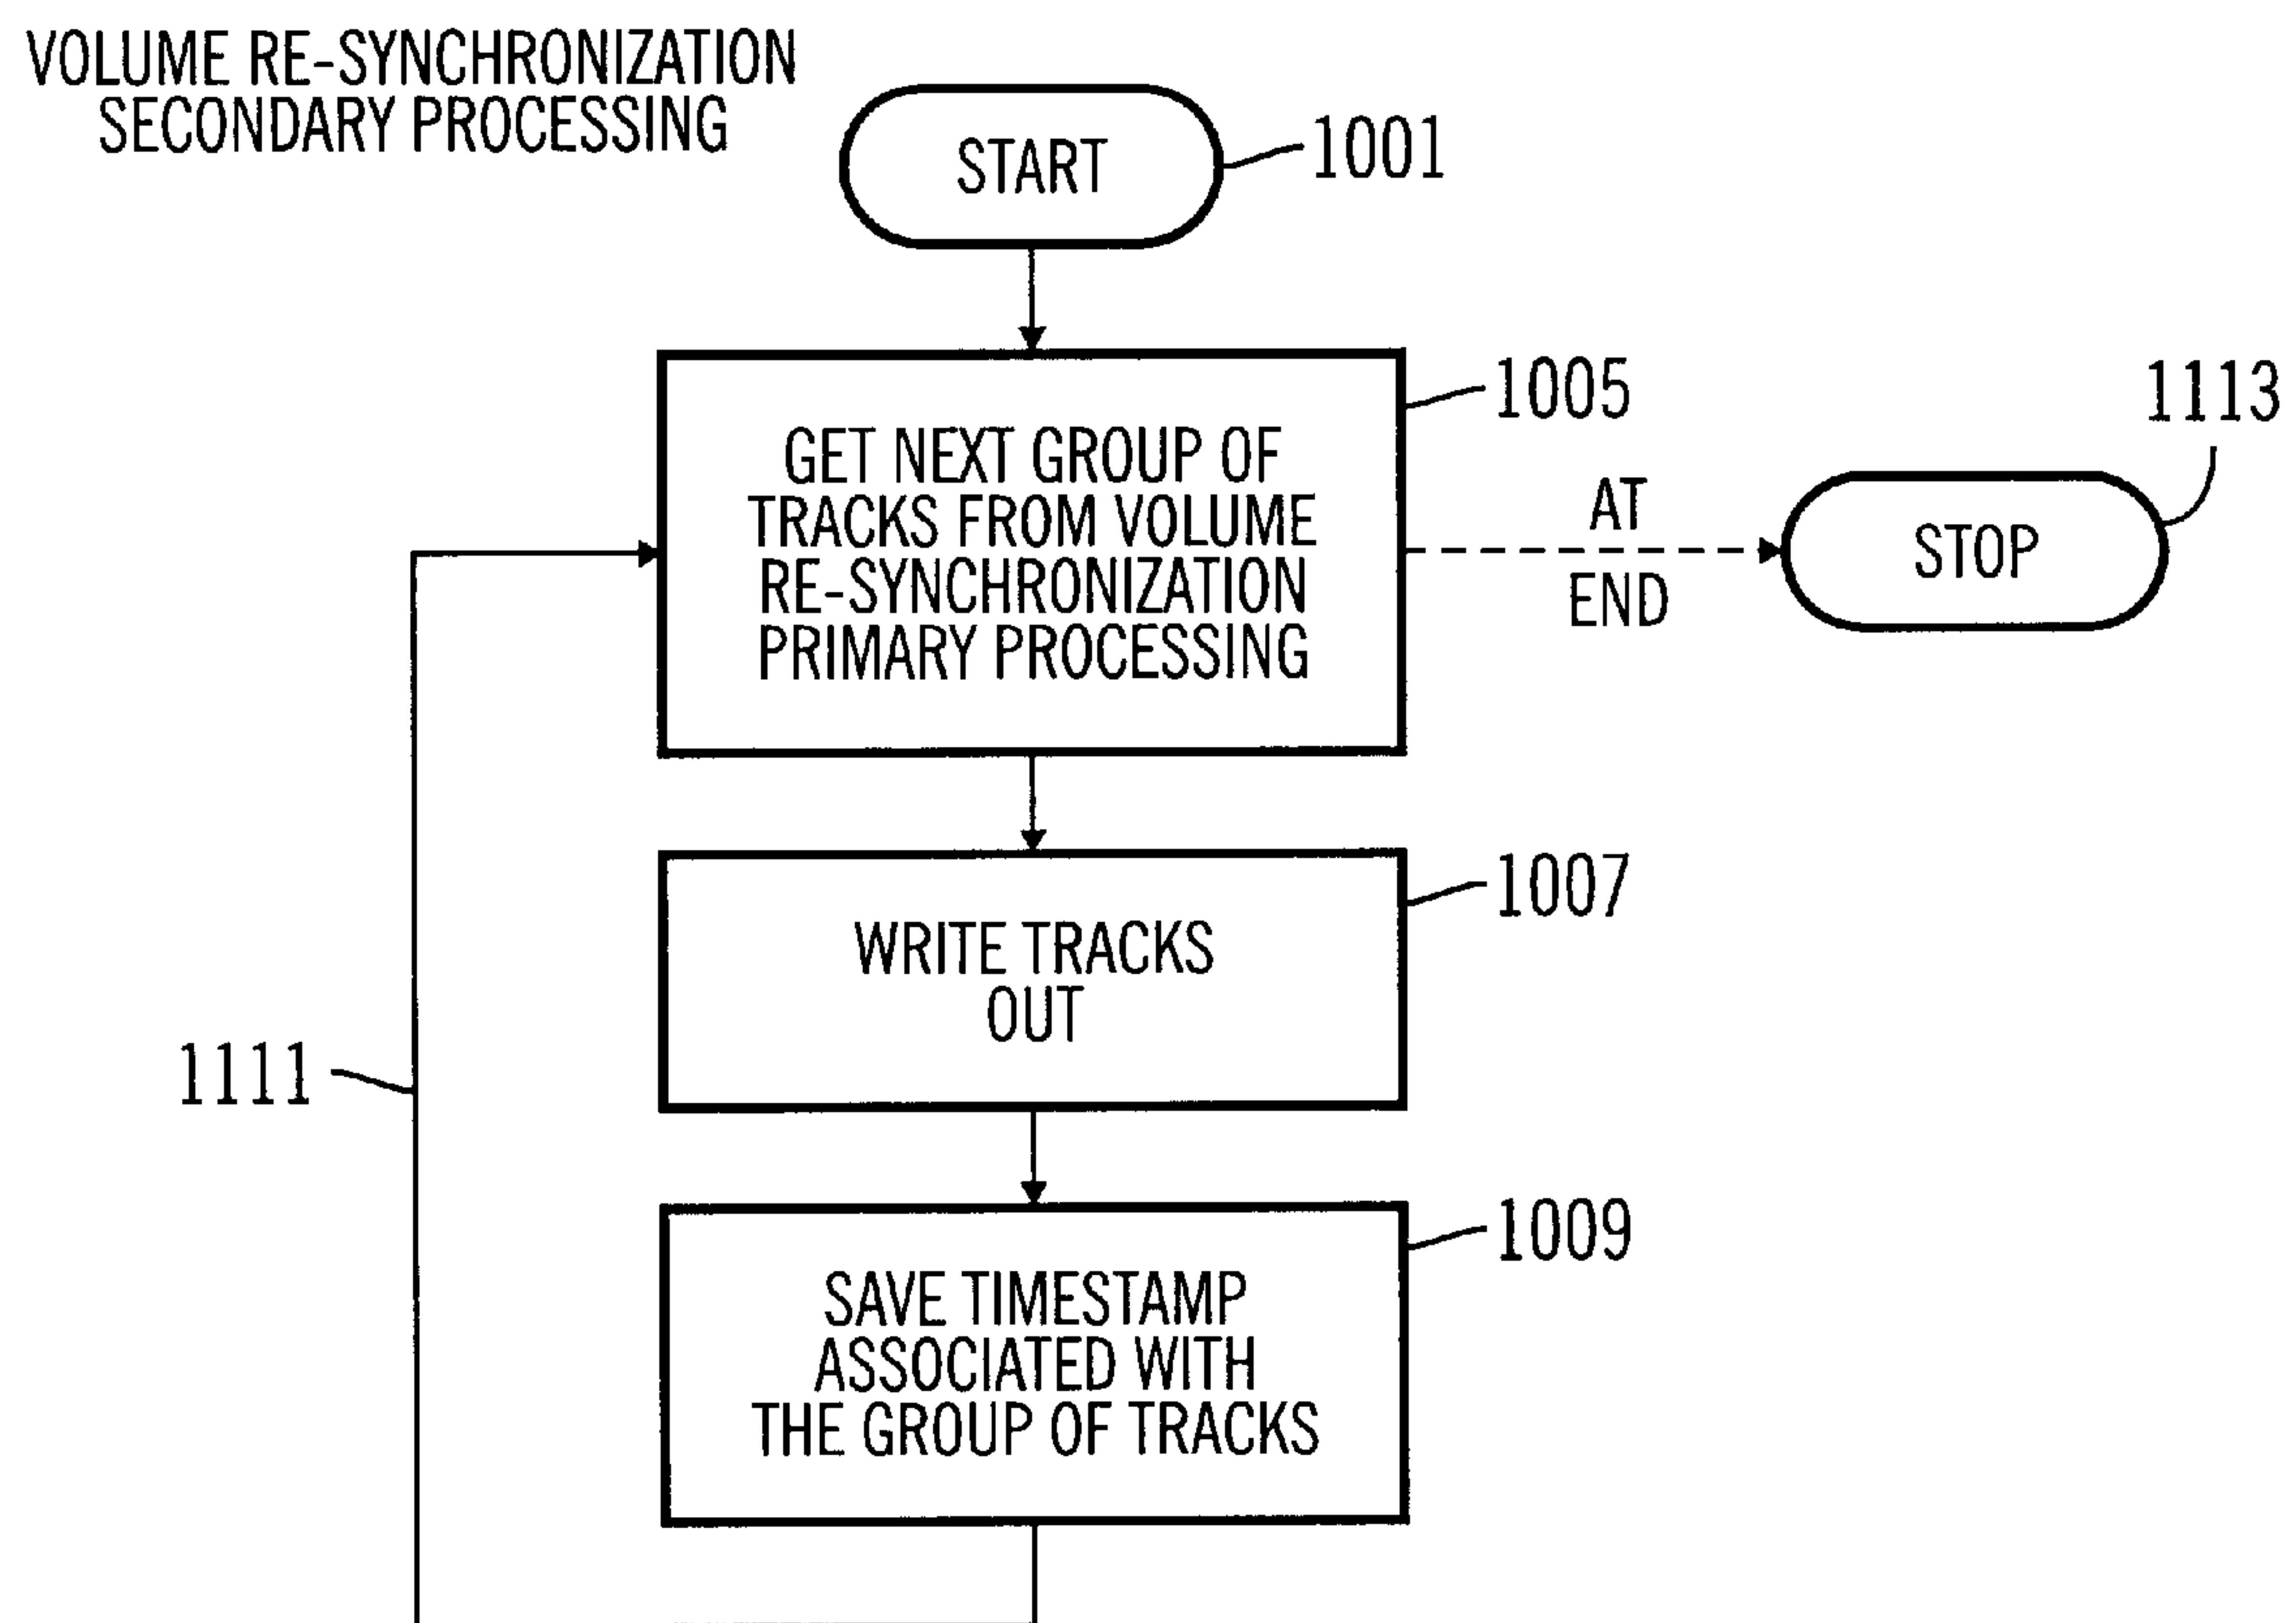 VOLUME RE-SYNCHRONIZATION
SECONDARY PROCESSING
START
1001
GET NEXT GROUP OF
TRACKS FROM VOLUME
RE-SYNCHRONIZATION
PRIMARY PROCESSING
1005
AT
END
STOP
1113
WRITE TRACKS
OUT
1007
1111
SAVE TIMESTAMP
ASSOCIATED WITH
THE GROUP OF TRACKS
1009